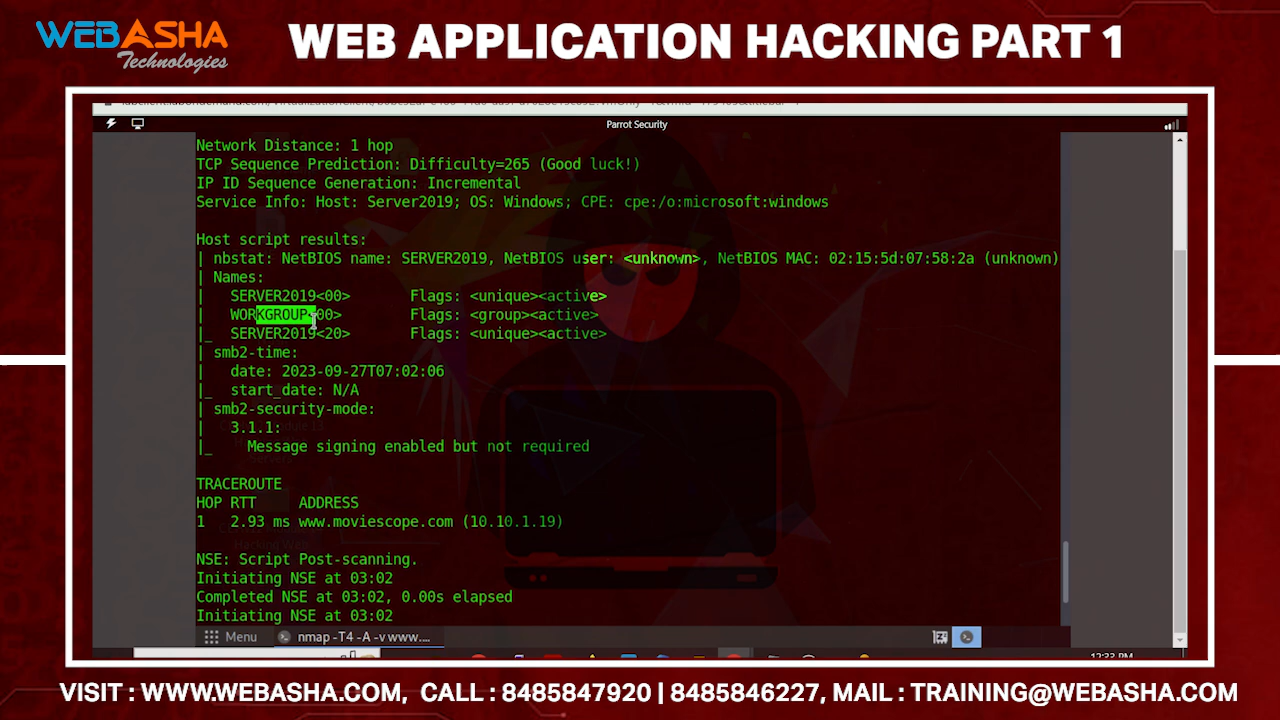 WEBASHA
Technologies
WEB APPLICATION HACKING PART 1
Parrot Security
Network Distance: 1 hop
TCP Sequence Prediction: Difficulty=265 (Good luck!)
IP ID Sequence Generation: Incremental
Service Info: Host: Server2019; OS: Windows; CPE: cpe:/o:microsoft:windows
Host script results:
| nbstat: NetBIOS name: SERVER2019, NetBIOS user: <unknown>, NetBIOS MAC: 02:15:5d:07:58:2a (unknown)
| Names:
|   SERVER2019<00>       Flags: <unique><active>
|   WORKGROUP<00>        Flags: <group><active>
|_  SERVER2019<20>       Flags: <unique><active>
| smb2-time:
|   date: 2023-09-27T07:02:06
|_  start_date: N/A
| smb2-security-mode:
|   3.1.1:
|_    Message signing enabled but not required
TRACEROUTE
HOP RTT     ADDRESS
1   2.93 ms www.moviescope.com (10.10.1.19)
NSE: Script Post-scanning.
Initiating NSE at 03:02
Completed NSE at 03:02, 0.00s elapsed
Initiating NSE at 03:02
Menu nmap -T4 -A -v www....
12:33 PM
VISIT : WWW.WEBASHA.COM, CALL : 8485847920 | 8485846227, MAIL : TRAINING@WEBASHA.COM